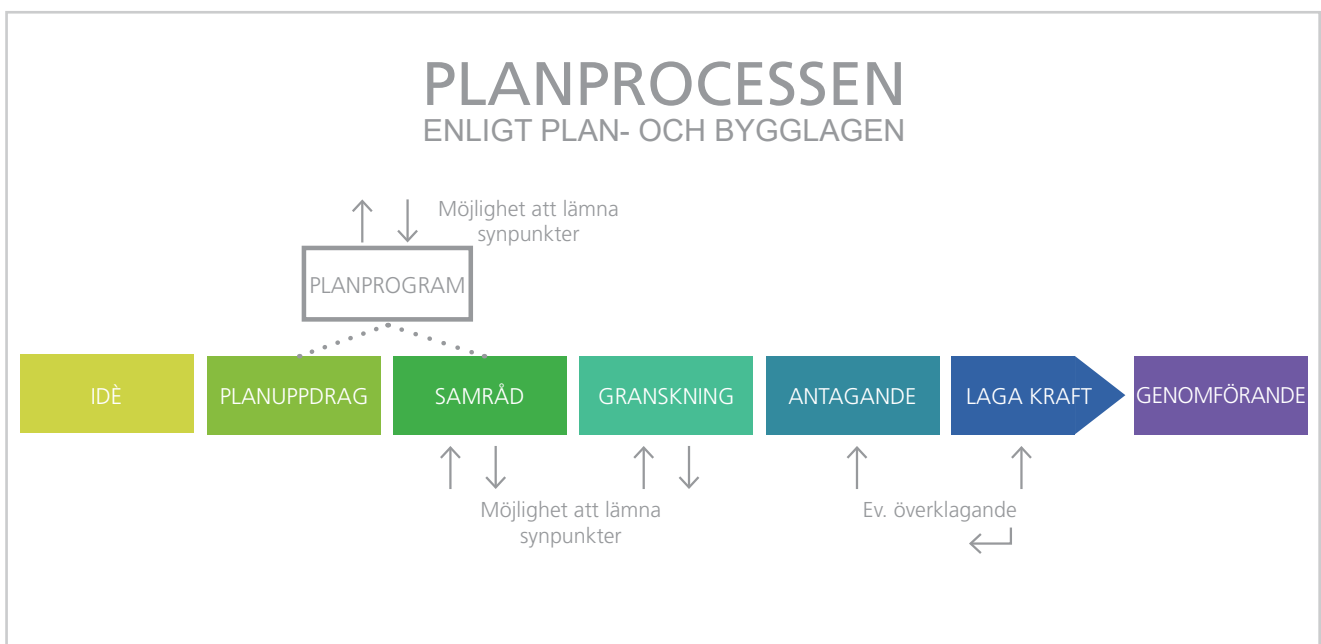 PLANPROCESSEN
ENLIGT PLAN- OCH BYGGLAGEN
Möjlighet att lämna
synpunkter
PLANPROGRAM
IDÈ
PLANUPPDRAG
SAMRÅD
GRANSKNING
ANTAGANDE
LAGA KRAFT
GENOMFÖRANDE
Möjlighet att lämna
synpunkter
Ev. överklagande